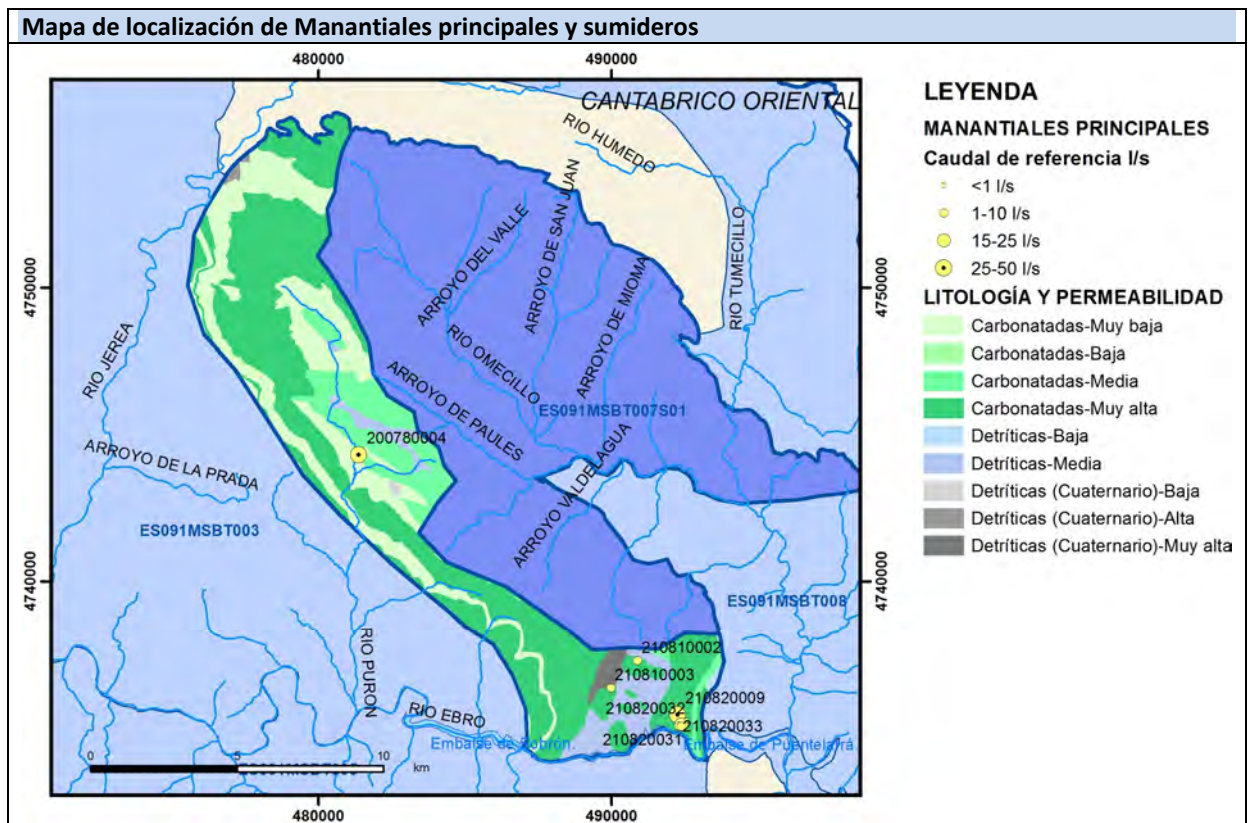 Mapa de localización de Manantiales principales y sumideros
480000
490000
CANTABRICO ORIENTAL
RIO HUMEDO
RIO TUMECILLO
ARROYO DEL VALLE
ARROYO DE SAN JUAN
ARROYO DE MIOMA
4750000
4750000
RIO JEREA
RIO OMECILLO
ARROYO DE PAULES
ES091MSBT007S01
200780004
ARROYO DE LA PRADA
ARROYO VALDELAGUA
ES091MSBT003
4740000
4740000
ES091MSBT008
RIO PURON
210810002
210810003
210820009
210820032
210820033
210820031
RIO EBRO
Embalse de Sobrón.
Embalse de Puentelarrá.
0
5
10
km
480000
490000
LEYENDA
MANANTIALES PRINCIPALES
Caudal de referencia l/s
<1 l/s
1-10 l/s
15-25 l/s
25-50 l/s
LITOLOGÍA Y PERMEABILIDAD
Carbonatadas-Muy baja
Carbonatadas-Baja
Carbonatadas-Media
Carbonatadas-Muy alta
Detríticas-Baja
Detríticas-Media
Detríticas (Cuaternario)-Baja
Detríticas (Cuaternario)-Alta
Detríticas (Cuaternario)-Muy alta